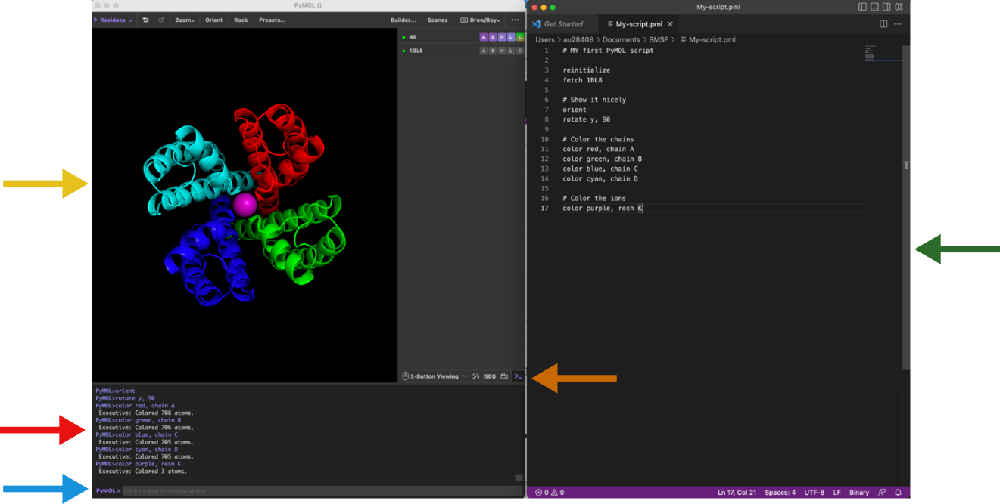 PyMOL ()
Residues
Zoom
Orient
Rock
Presets...
Builder...
Scenes
Draw/Ray
All
A S H L C
1BL8
A S H L C
3-Button Viewing
SEQ
PyMOL>orient
PyMOL>rotate y, 90
PyMOL>color red, chain A
Executive: Colored 708 atoms.
PyMOL>color green, chain B
Executive: Colored 706 atoms.
PyMOL>color blue, chain C
Executive: Colored 705 atoms.
PyMOL>color cyan, chain D
Executive: Colored 705 atoms.
PyMOL>color purple, resn K
Executive: Colored 3 atoms.
PyMOL > Click to type in command line
My-script.pml
Get Started
My-script.pml
Users > au28408 > Documents > BMSF > My-script.pml
1 # MY first PyMOL script
2
3 reinitialize
4 fetch 1BL8
5
6 # Show it nicely
7 orient
8 rotate y, 90
9
10 # Color the chains
11 color red, chain A
12 color green, chain B
13 color blue, chain C
14 color cyan, chain D
15
16 # Color the ions
17 color purple, resn K
0 0
Ln 17, Col 21 Spaces: 4 UTF-8 LF Binary